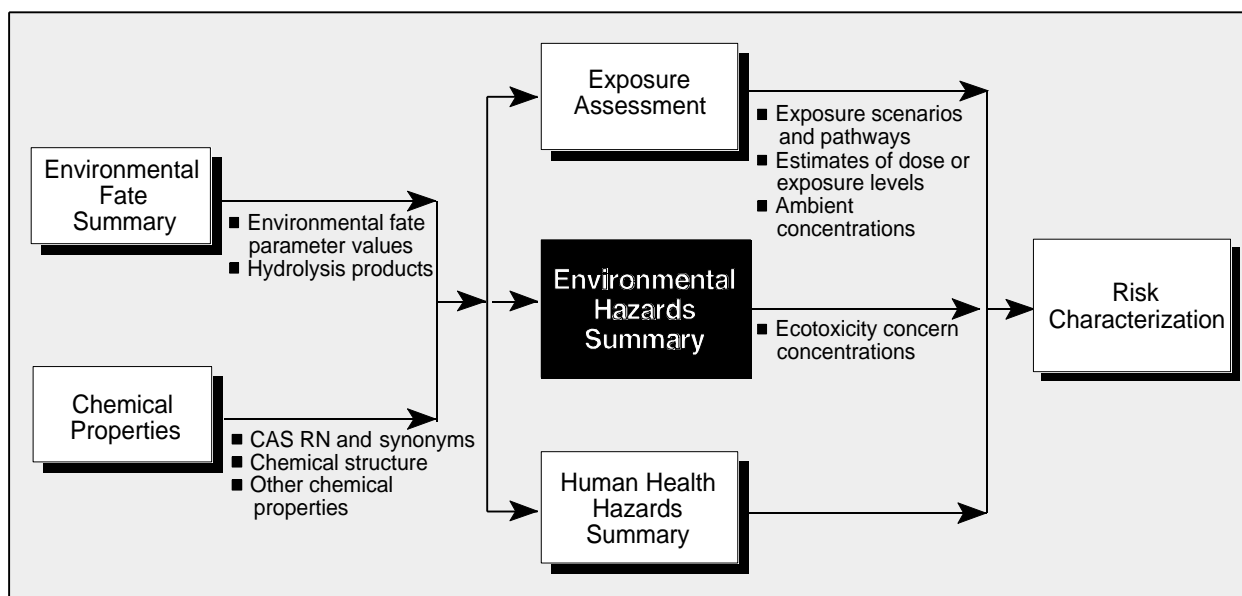 Environmental
Fate
Summary
■ Environmental fate
parameter values
■ Hydrolysis products
Chemical
Properties
■ CAS RN and synonyms
■ Chemical structure
■ Other chemical
properties
Exposure
Assessment
■ Exposure scenarios
and pathways
■ Estimates of dose or
exposure levels
■ Ambient
concentrations
Environmental
Hazards
Summary
■ Ecotoxicity concern
concentrations
Human Health
Hazards
Summary
Risk
Characterization